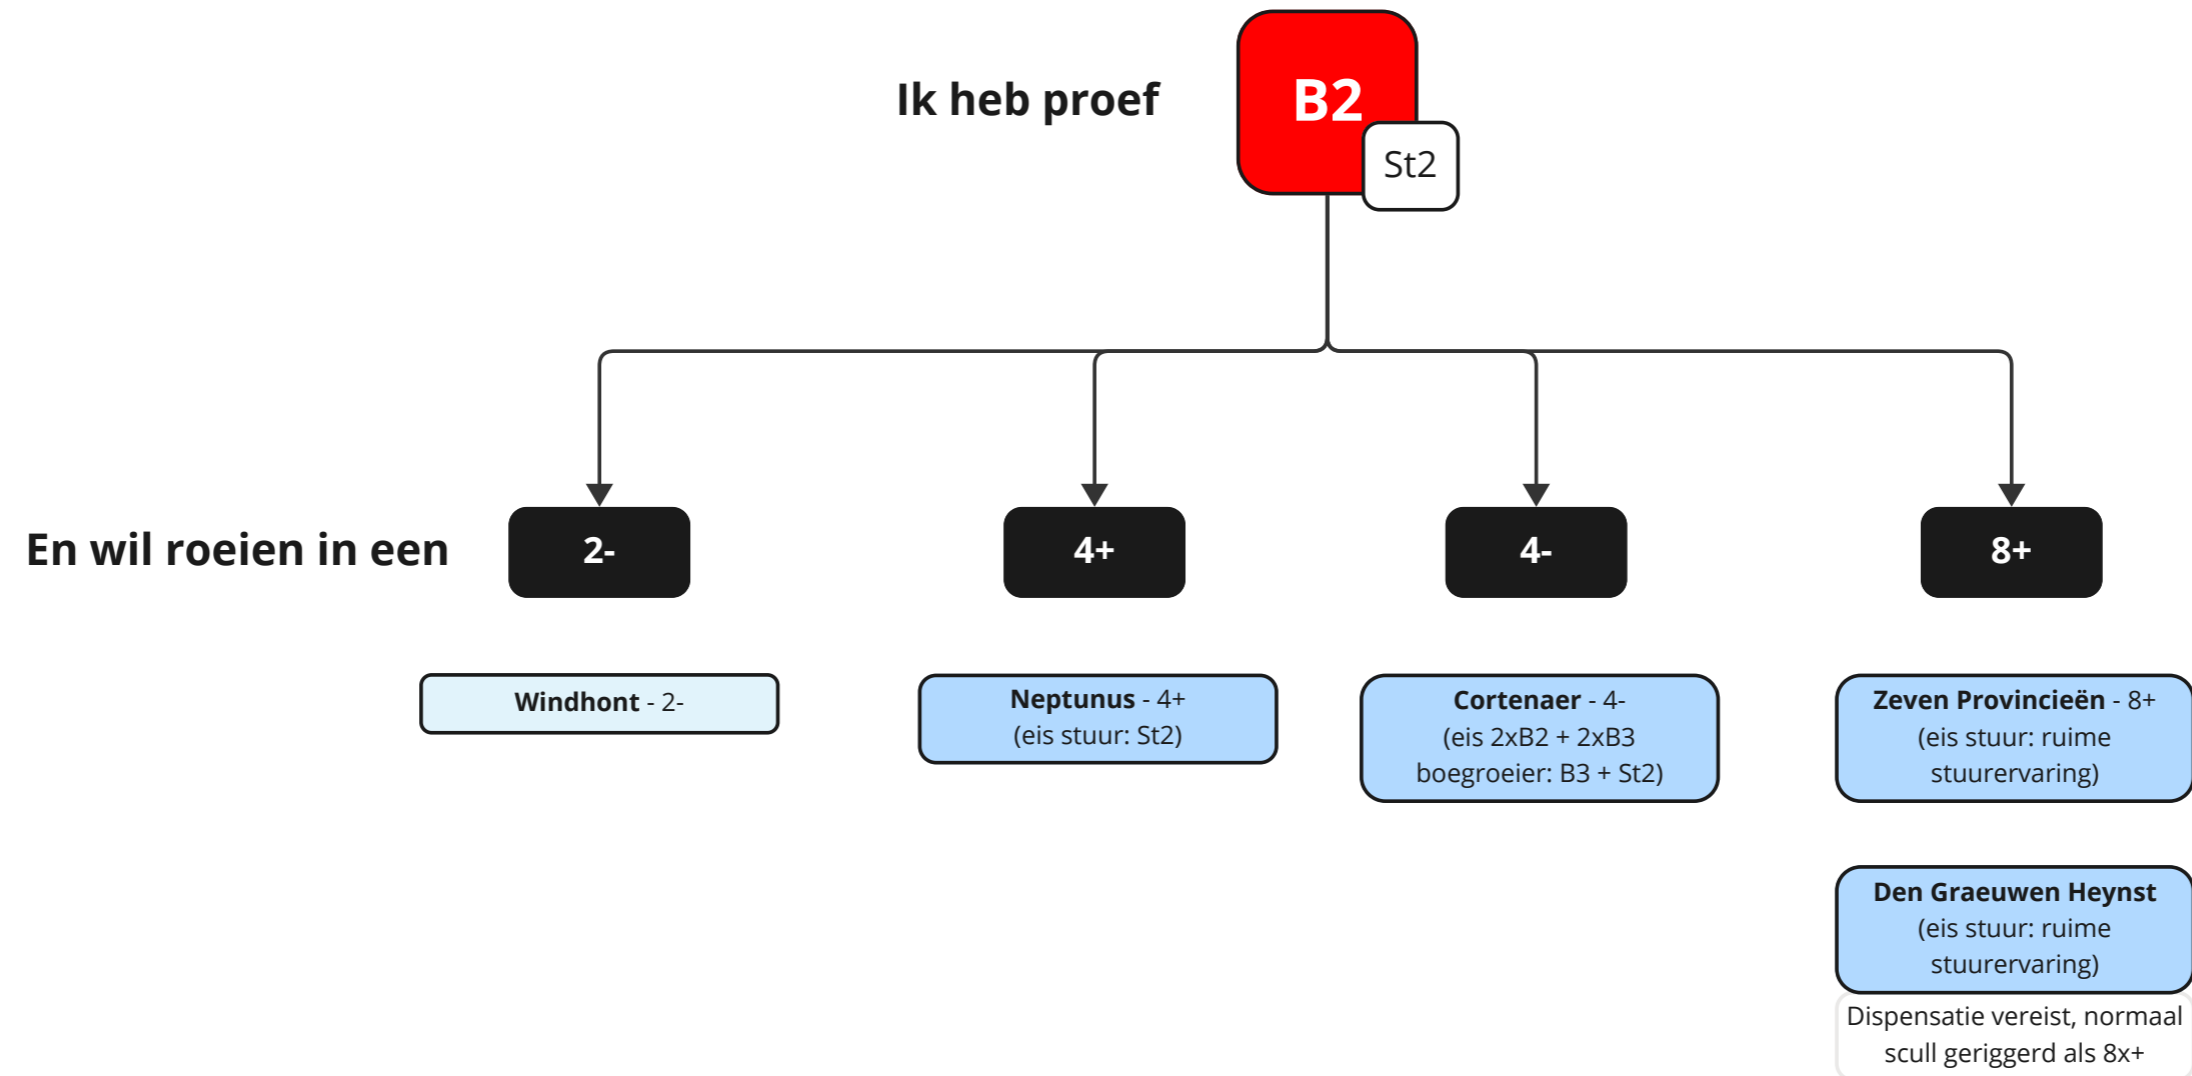 Ik heb proef
B2
St2
En wil roeien in een
2-
4+
4-
8+
Windhont - 2-
Neptunus - 4+
(eis stuur: St2)
Cortenaer - 4-
(eis 2xB2 + 2xB3
boegroeier: B3 + St2)
Zeven Provincieën - 8+
(eis stuur: ruime
stuurervaring)
Den Graeuwen Heynst
(eis stuur: ruime
stuurervaring)
Dispensatie vereist, normaal
scull geriggerd als 8x+